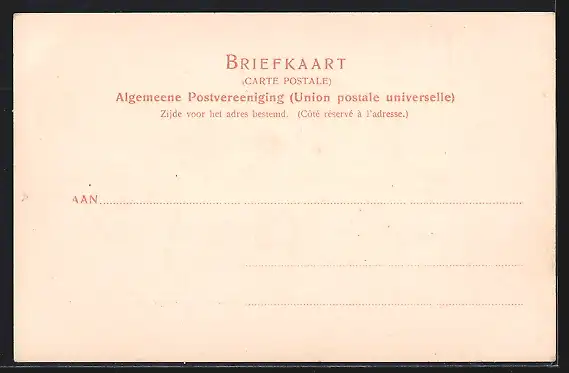 BRIEFKAART
(CARTE POSTALE)
Algemeene Postvereeniging (Union postale universelle)
Zijde voor het adres bestemd. (Côté réservé à l'adresse.)
AAN